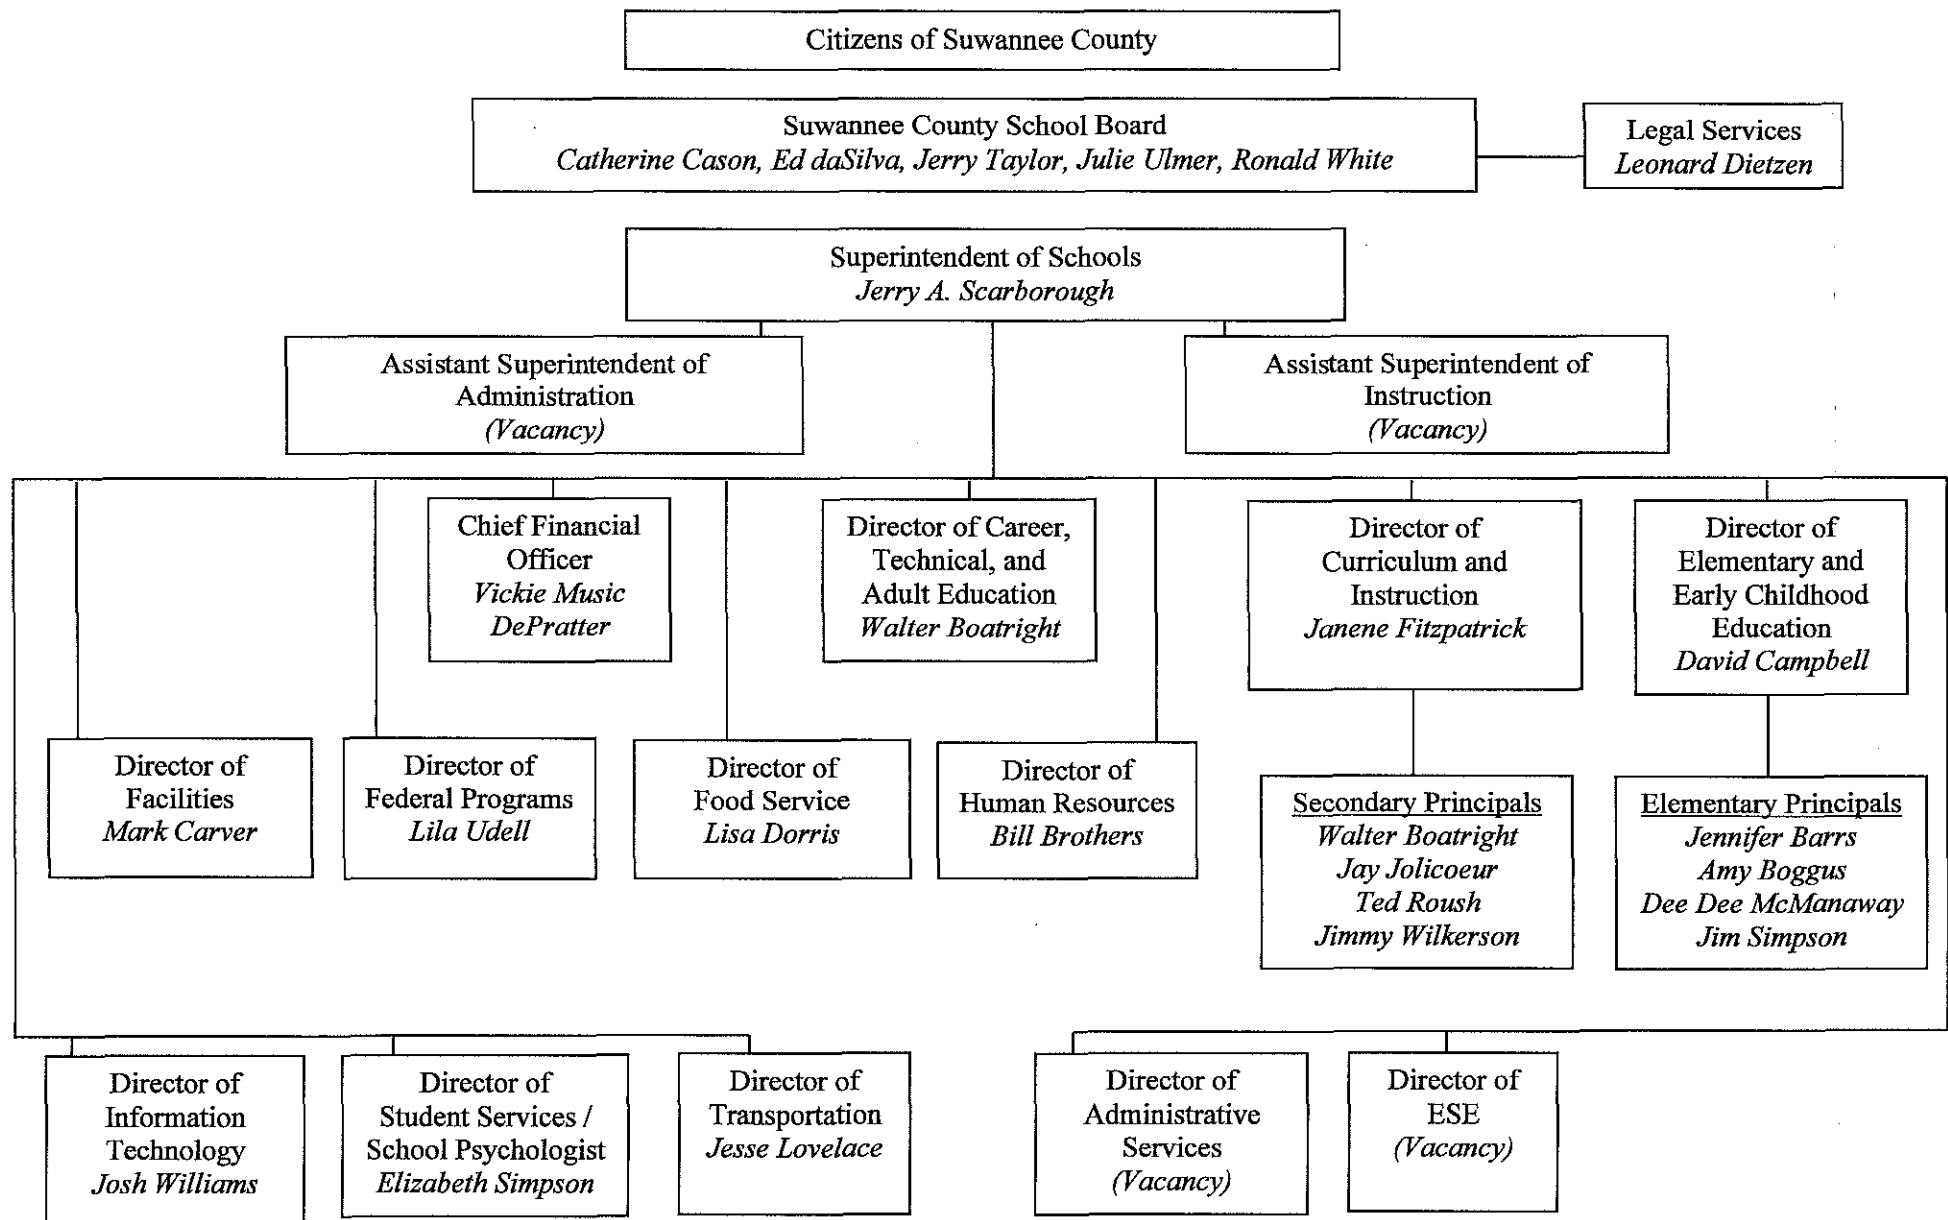 Citizens of Suwannee County
Suwannee County School Board
Catherine Cason, Ed daSilva, Jerry Taylor, Julie Ulmer, Ronald White
Legal Services
Leonard Dietzen
Superintendent of Schools
Jerry A. Scarborough
Assistant Superintendent of
Administration
(Vacancy)
Assistant Superintendent of
Instruction
(Vacancy)
Chief Financial
Officer
Vickie Music
DePratter
Director of Career,
Technical, and
Adult Education
Walter Boatright
Director of
Curriculum and
Instruction
Janene Fitzpatrick
Director of
Elementary and
Early Childhood
Education
David Campbell
Director of
Facilities
Mark Carver
Director of
Federal Programs
Lila Udell
Director of
Food Service
Lisa Dorris
Director of
Human Resources
Bill Brothers
Secondary Principals
Walter Boatright
Jay Jolicoeur
Ted Roush
Jimmy Wilkerson
Elementary Principals
Jennifer Barrs
Amy Boggus
Dee Dee McManaway
Jim Simpson
Director of
Information
Technology
Josh Williams
Director of
Student Services /
School Psychologist
Elizabeth Simpson
Director of
Transportation
Jesse Lovelace
Director of
Administrative
Services
(Vacancy)
Director of
ESE
(Vacancy)